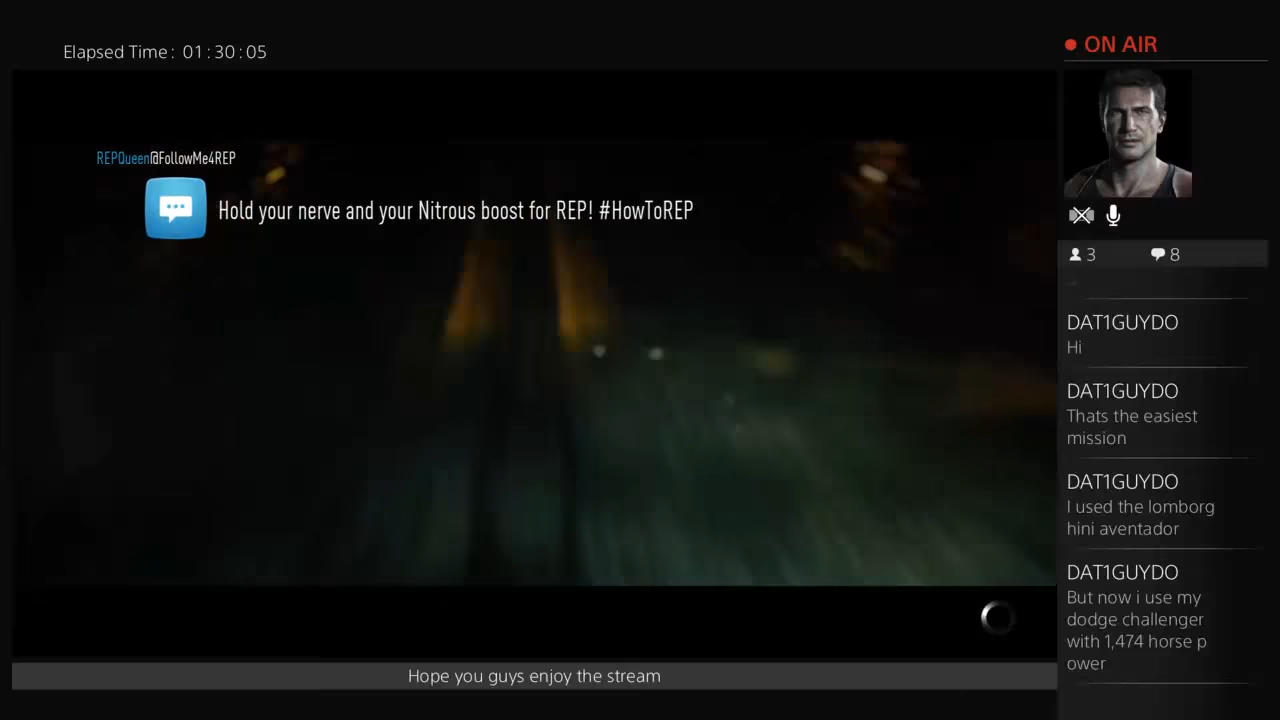 Elapsed Time: 01:30:05
ON AIR
REPQueen@FollowMe4REP
Hold your nerve and your Nitrous boost for REP! #HowToREP
3
8
DAT1GUYDO
Hi
DAT1GUYDO
Thats the easiest
mission
DAT1GUYDO
I used the lomborg
hini aventador
DAT1GUYDO
But now i use my
dodge challenger
with 1,474 horse p
ower
Hope you guys enjoy the stream